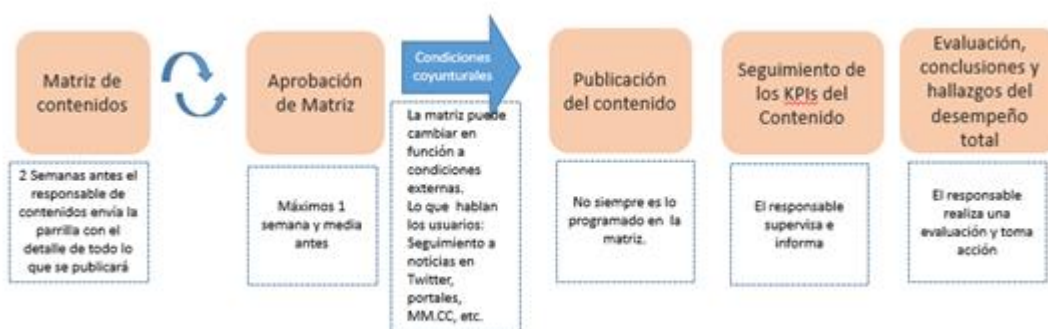 Matriz de
contenidos
2 Semanas antes el
responsable de
contenidos envía la
parrilla con el
detalle de todo lo
que se publicará
Aprobación
de Matriz
Máximos 1
semana y media
antes
Condiciones
coyunturales
La matriz puede
cambiar en
función a
condiciones
externas.
Lo que hablan
los usuarios:
Seguimiento a
noticias en
Twitter,
portales,
MM.CC, etc.
Publicación
del contenido
No siempre es lo
programado en la
matriz.
Seguimiento de
los KPIs del
Contenido
El responsable
supervisa e
informa
Evaluación,
conclusiones y
hallazgos del
desempeño
total
El responsable
realiza una
evaluación y toma
acción